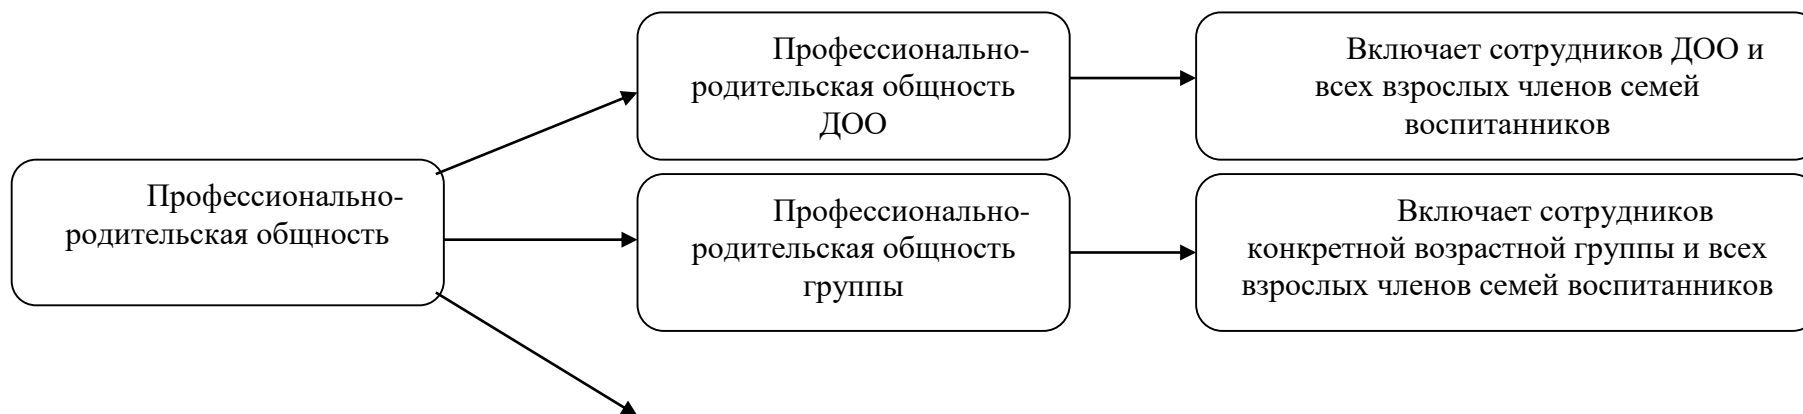 Профессионально-
родительская общность
Профессионально-
родительская общность
ДОО
Включает сотрудников ДОО и
всех взрослых членов семей
воспитанников
Профессионально-
родительская общность
группы
Включает сотрудников
конкретной возрастной группы и всех
взрослых членов семей воспитанников